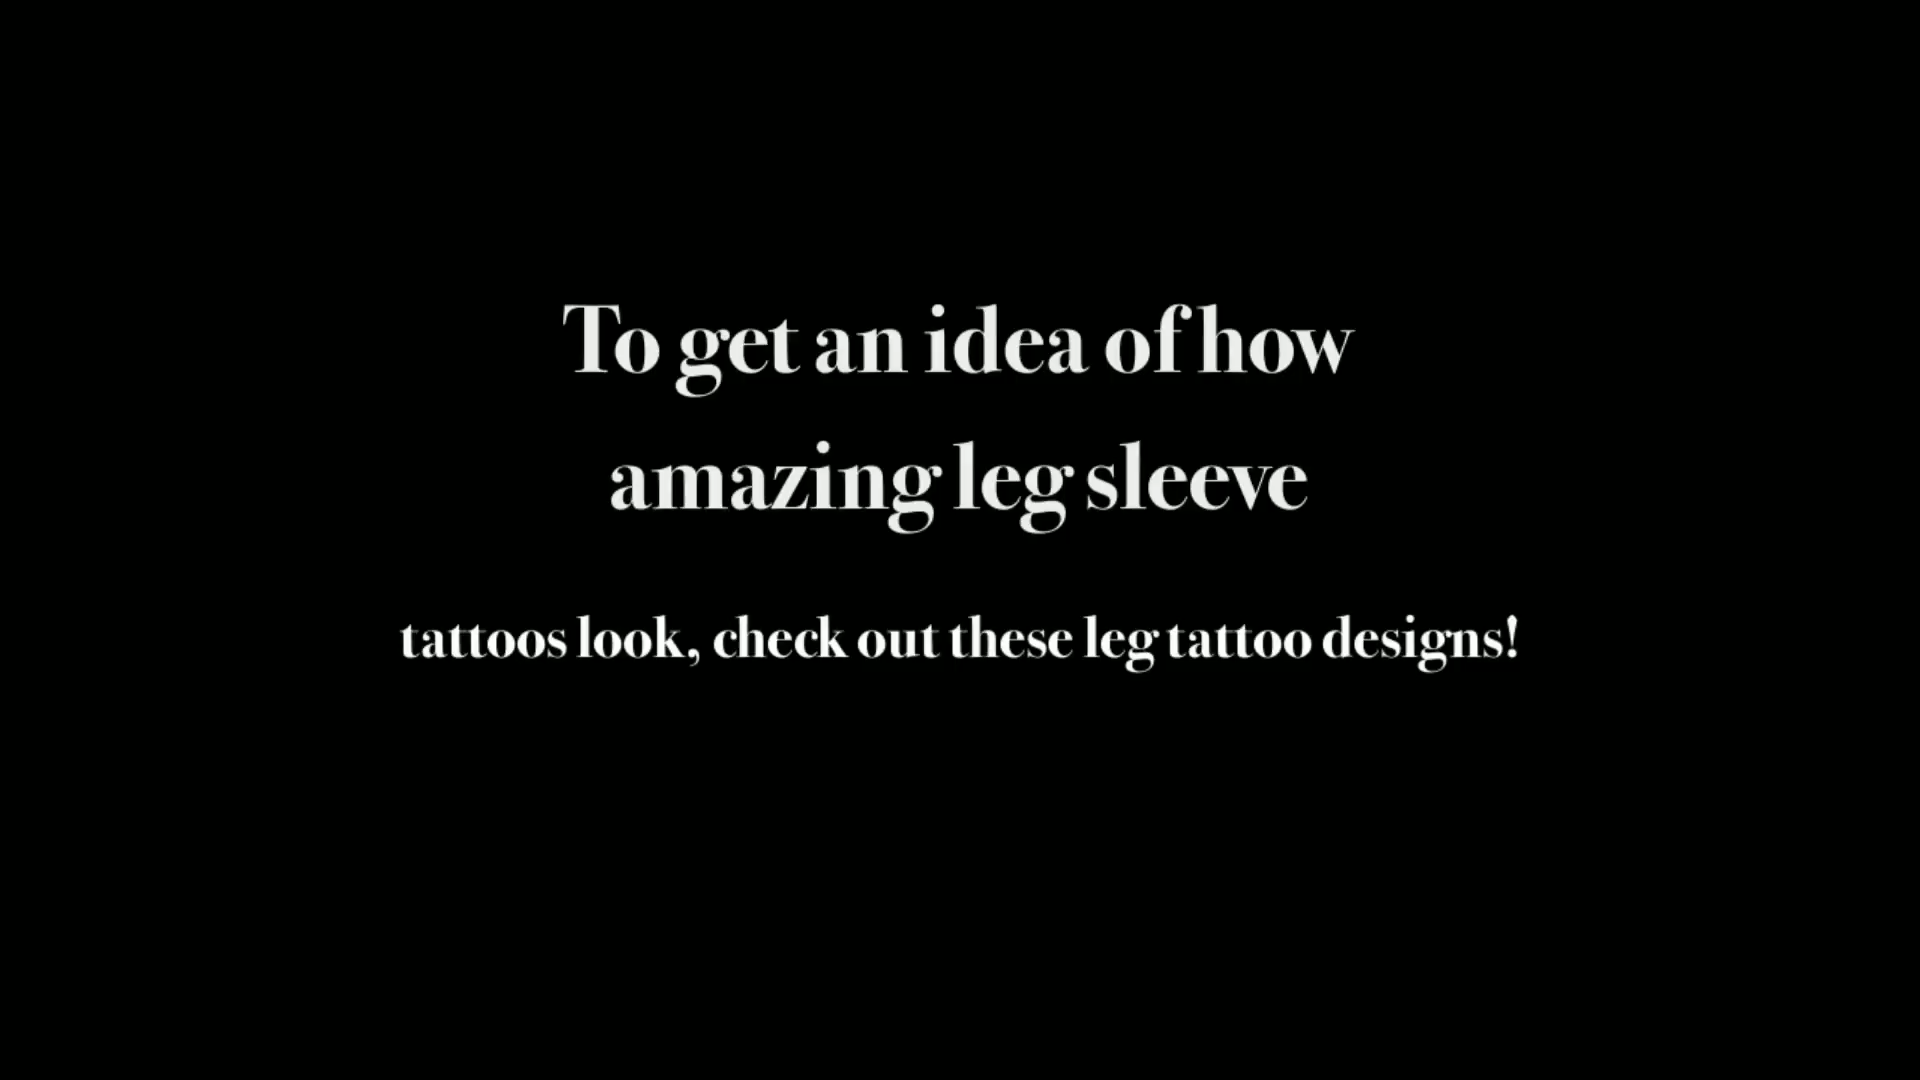 To get an idea of how
amazing leg sleeve
tattoos look, check out these leg tattoo designs!